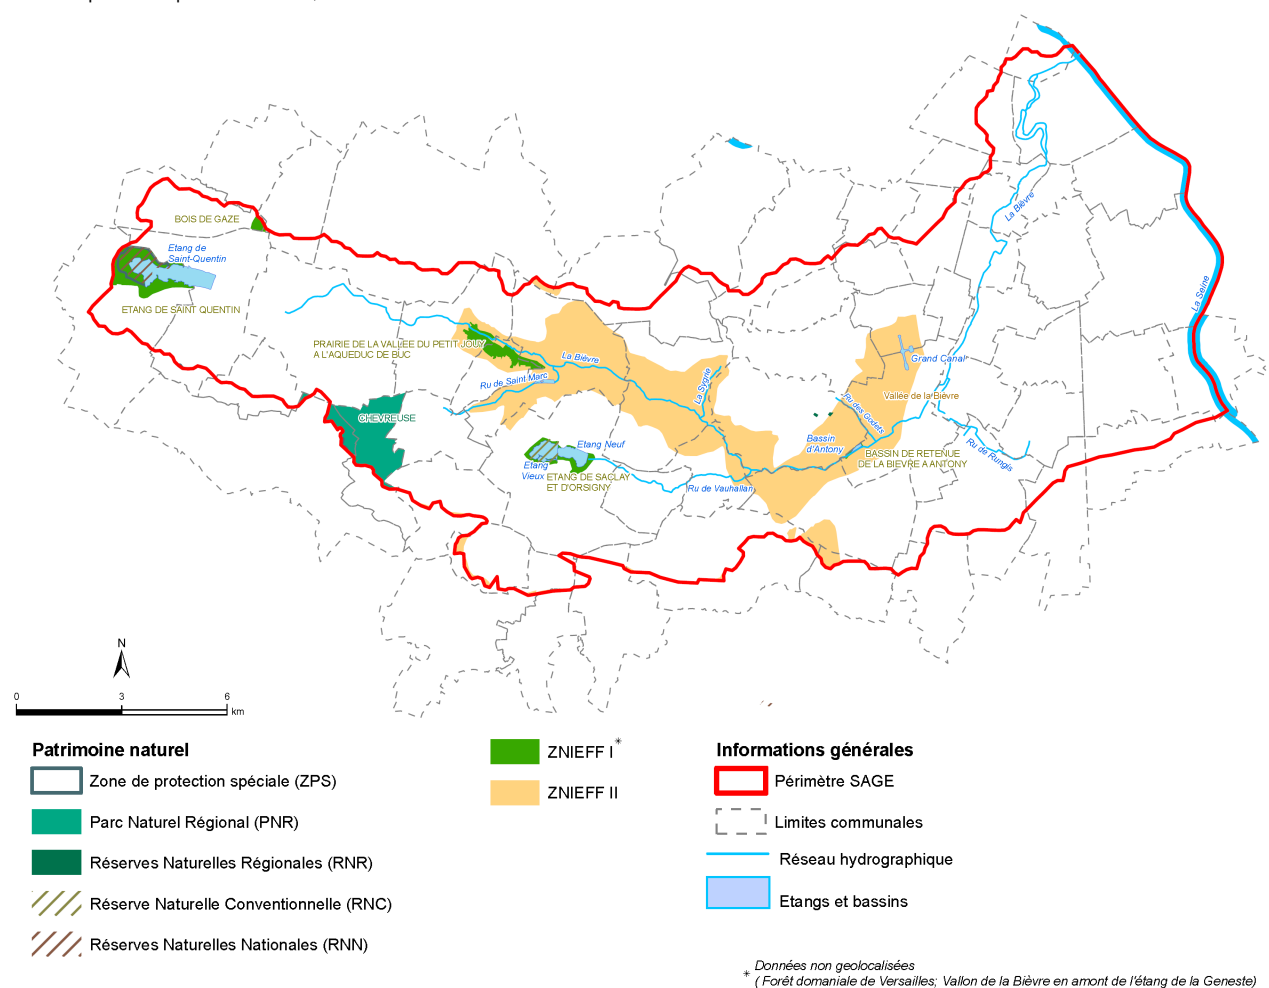 BOIS DE GAZE
Etang de
Saint-Quentin
ETANG DE SAINT QUENTIN
PRAIRIE DE LA VALLEE DU PETIT JOUY
A L'AQUEDUC DE BUC
La Bièvre
Ru de Saint Marc
CHEVREUSE
Etang Neuf
Etang
Vieux
ETANG DE SACLAY
ET D'ORSIGNY
Ru de Vauhallan
La Sygrie
Ru des Godets
Bassin
d'Antony
BASSIN DE RETENUE
DE LA BIEVRE A ANTONY
Vallée de la Bièvre
Grand Canal
Ru de Rungis
La Bièvre
La Seine
N
0 3 6
km
Patrimoine naturel
Zone de protection spéciale (ZPS)
Parc Naturel Régional (PNR)
Réserves Naturelles Régionales (RNR)
Réserve Naturelle Conventionnelle (RNC)
Réserves Naturelles Nationales (RNN)
ZNIEFF I*
ZNIEFF II
Informations générales
Périmètre SAGE
Limites communales
Réseau hydrographique
Etangs et bassins
* Données non geolocalisées
( Forêt domaniale de Versailles; Vallon de la Bièvre en amont de l'étang de la Geneste)